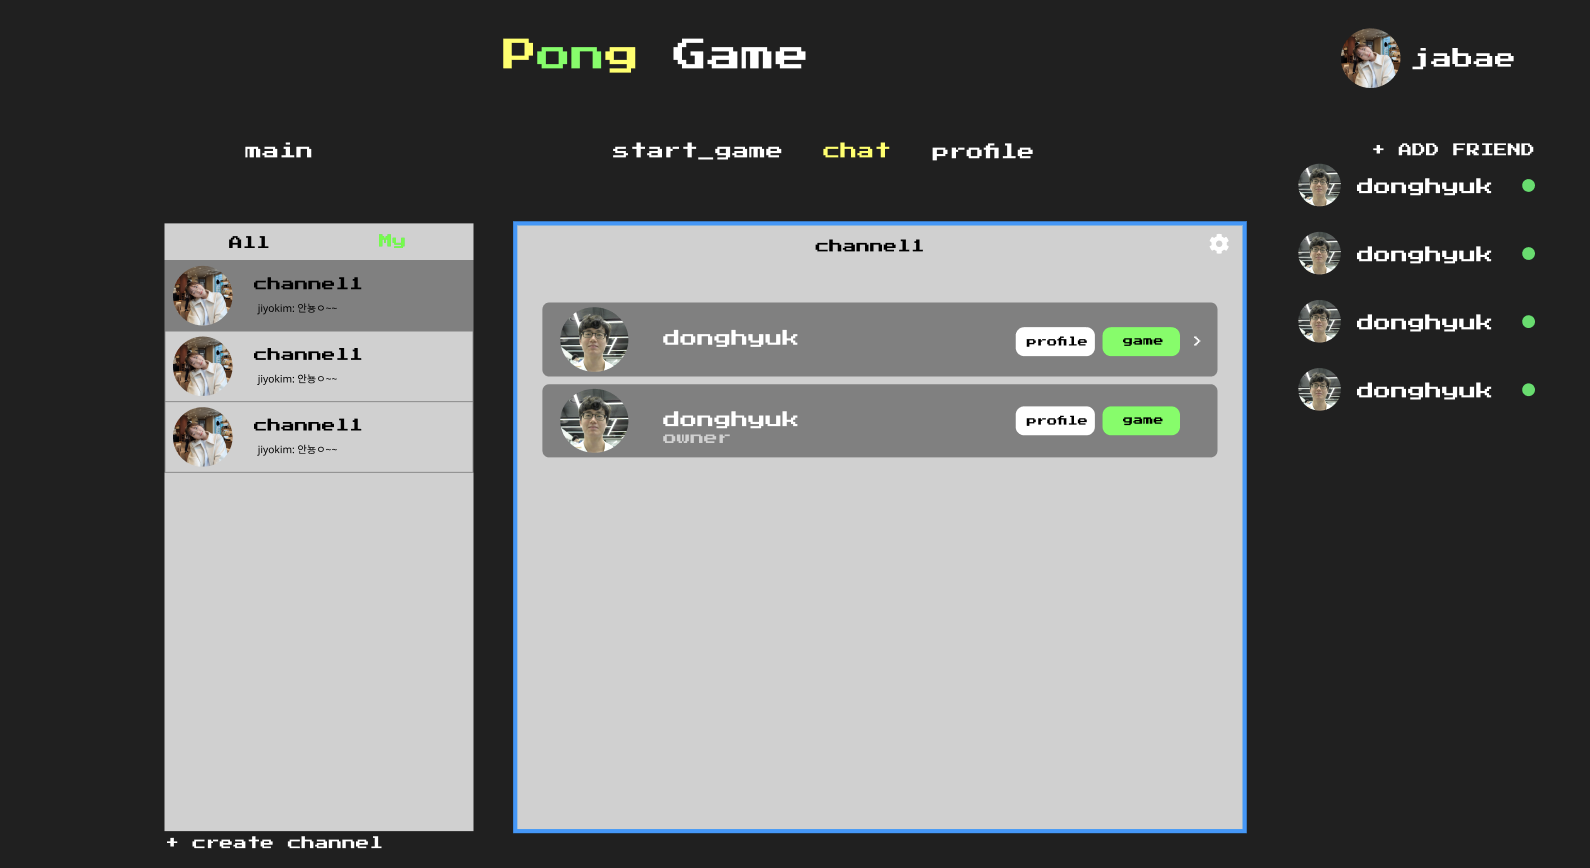 Pong Game
jabae
main
start_game
chat
profile
+ ADD FRIEND
donghyuk
donghyuk
donghyuk
donghyuk
All
My
channel1
jiyokim: 안뇽ㅇ~~
channel1
jiyokim: 안뇽ㅇ~~
channel1
jiyokim: 안뇽ㅇ~~
+ create channel
channel1
donghyuk
profile
game
donghyuk
owner
profile
game